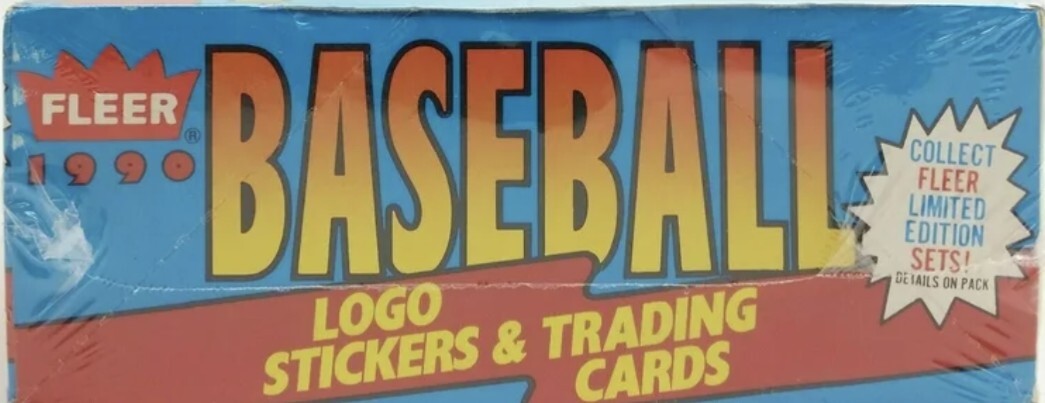 FLEER®
1990
BASEBALL
LOGO
STICKERS & TRADING
CARDS
COLLECT
FLEER
LIMITED
EDITION
SETS!
DETAILS ON PACK